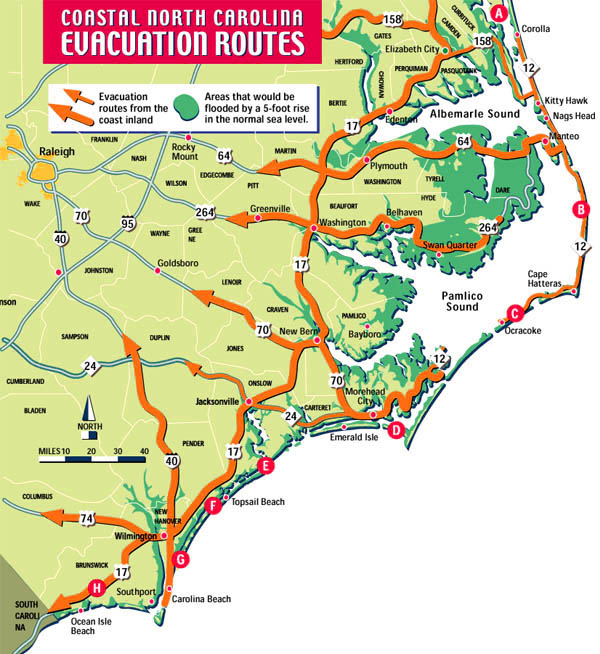 COASTAL NORTH CAROLINA
EVACUATION ROUTES
Evacuation
routes from the
coast inland
Areas that would be
flooded by a 5-foot rise
in the normal sea level.
158
GATES
CURRITUCK
CAMDEN
A
Corolla
Elizabeth City
158
HERTFORD
PERQUIMAN
PASQUOTANK
12
CHOWAN
BERTIE
Kitty Hawk
Edenton
Albemarle Sound
Nags Head
17
Manteo
FRANKLIN
Rocky
Mount
MARTIN
64
Raleigh
NASH
64
EDGECOMBE
Plymouth
WILSON
PITT
WASHINGTON
TYRELL
DARE
WAKE
HYDE
BEAUFORT
70
264
Greenville
Belhaven
B
95
Washington
264
40
WAYNE
GREE
NE
Swan Quarter
12
17
Goldsboro
JOHNSTON
Cape
Hatteras
LENOIR
Pamlico
Sound
nson
CRAVEN
PAMLICO
C
Ocracoke
SAMPSON
DUPLIN
70
New Bern
Bayboro
JONES
12
24
CUMBERLAND
ONSLOW
70
Morehead
City
BLADEN
Jacksonville
24
CARTERET
NORTH
D
Emerald Isle
PENDER
17
MILES 10 20 30 40
40
E
COLUMBUS
F
Topsail Beach
74
NEW
HANOVER
Wilmington
G
BRUNSWICK
17
H
Southport
Carolina Beach
SOUTH
CAROLI
NA
Ocean Isle
Beach